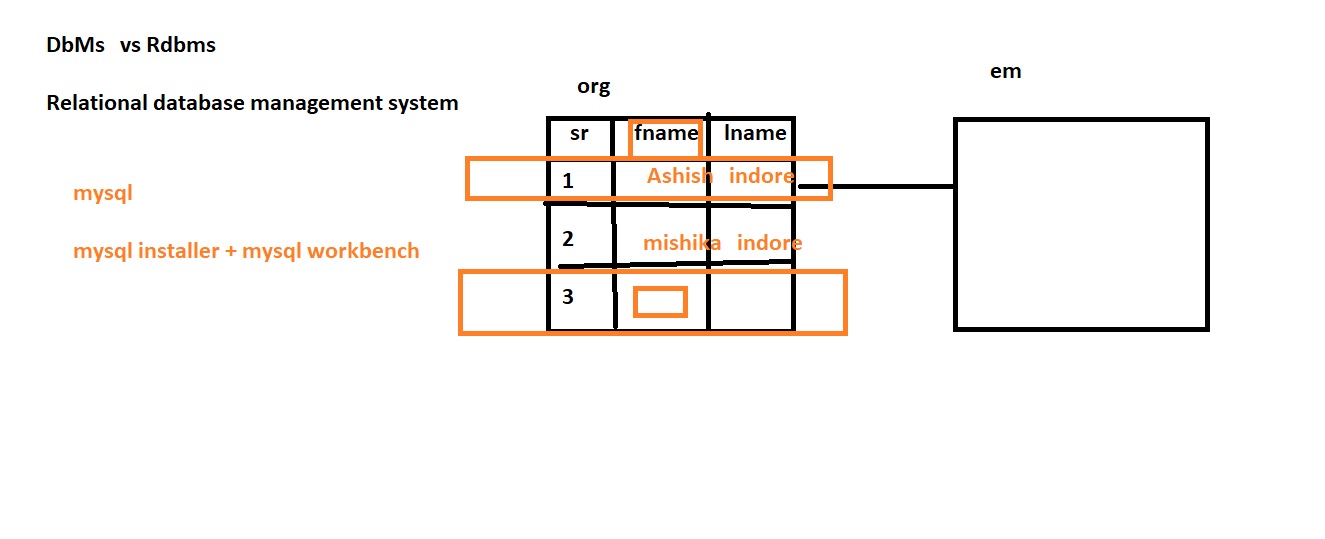 DbMs vs Rdbms
Relational database management system
mysql
mysql installer + mysql workbench
org
sr fname lname
1 Ashish indore
2 mishika indore
3
em